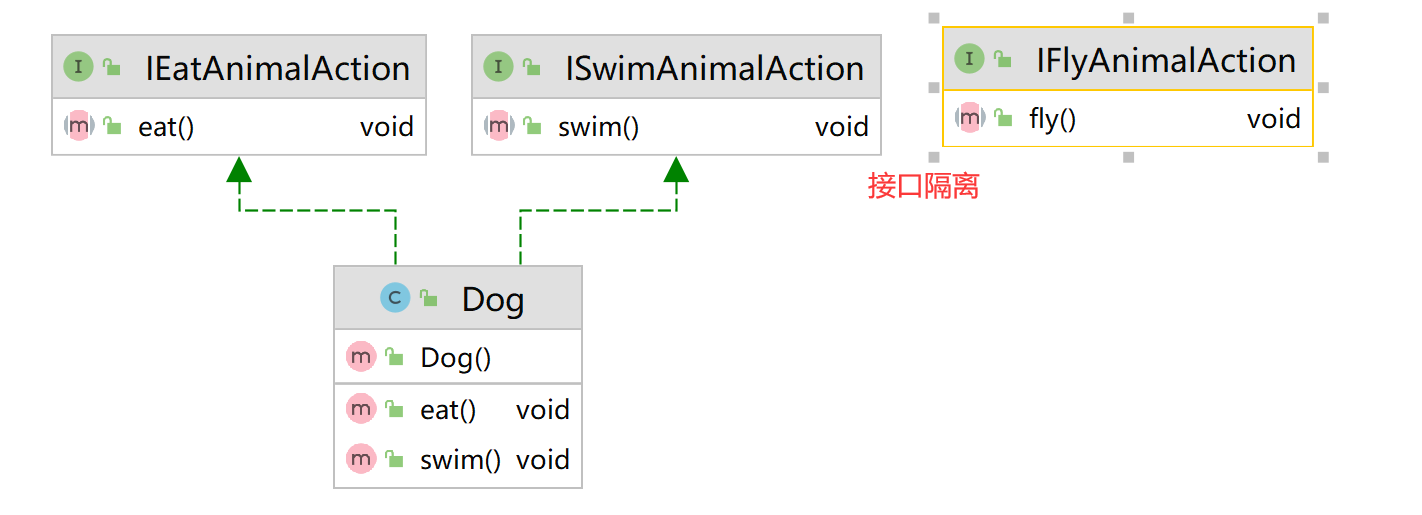 I IEatAnimalAction
m eat() void
I ISwimAnimalAction
m swim() void
I IFlyAnimalAction
m fly() void
接口隔离
C Dog
m Dog()
m eat() void
m swim() void